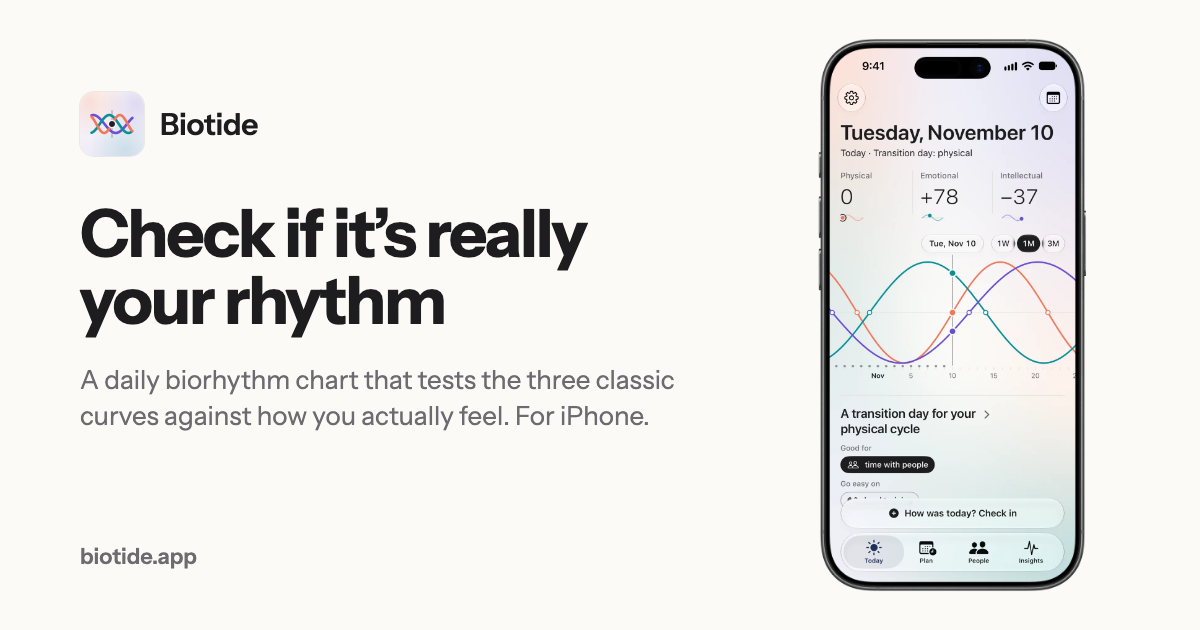 Biotide
Check if it's really
your rhythm
A daily biorhythm chart that tests the three classic
curves against how you actually feel. For iPhone.
biotide.app
9:41
Tuesday, November 10
Today · Transition day: physical
Physical
Emotional
Intellectual
0
+78
−37
Tue, Nov 10
1W
1M
3M
Nov
5
10
15
20
A transition day for your
physical cycle
Good for
time with people
Go easy on
How was today? Check in
Today
Plan
People
Insights